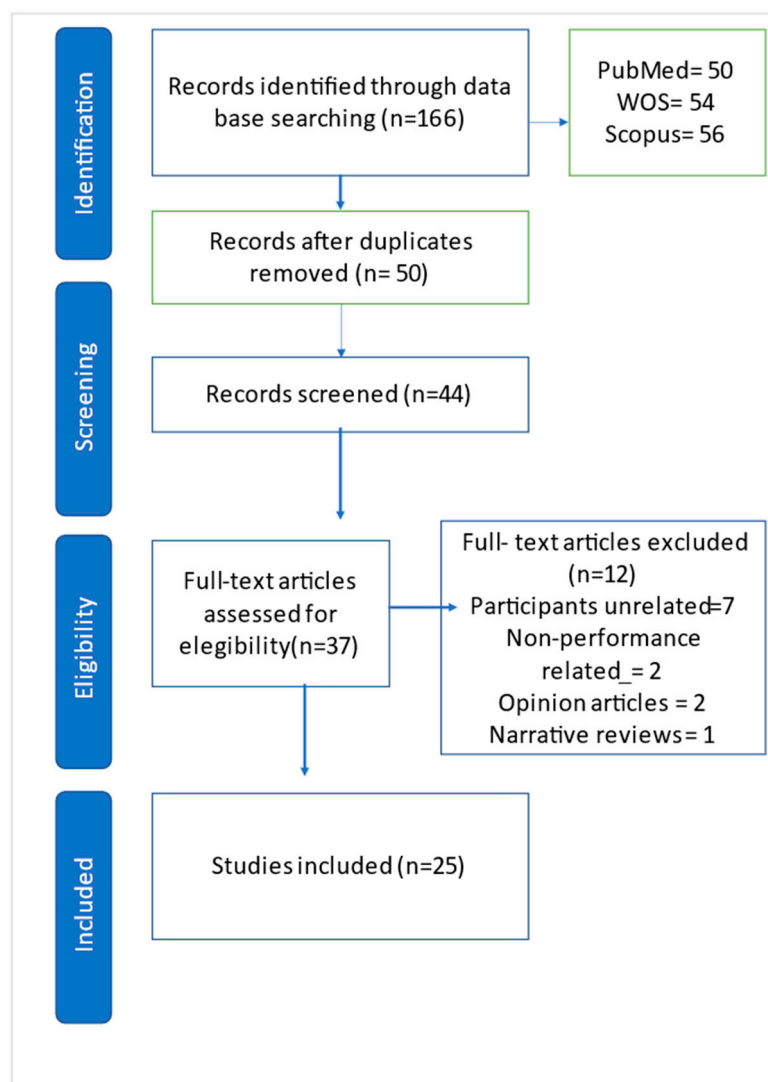 Identification
Records identified through data
base searching (n=166)
PubMed= 50
WOS= 54
Scopus= 56
Records after duplicates
removed (n= 50)
Screening
Records screened (n=44)
Eligibility
Full-text articles
assessed for
elegibility(n=37)
Full- text articles excluded
(n=12)
Participants unrelated=7
Non-performance
related_= 2
Opinion articles = 2
Narrative reviews= 1
Included
Studies included (n=25)